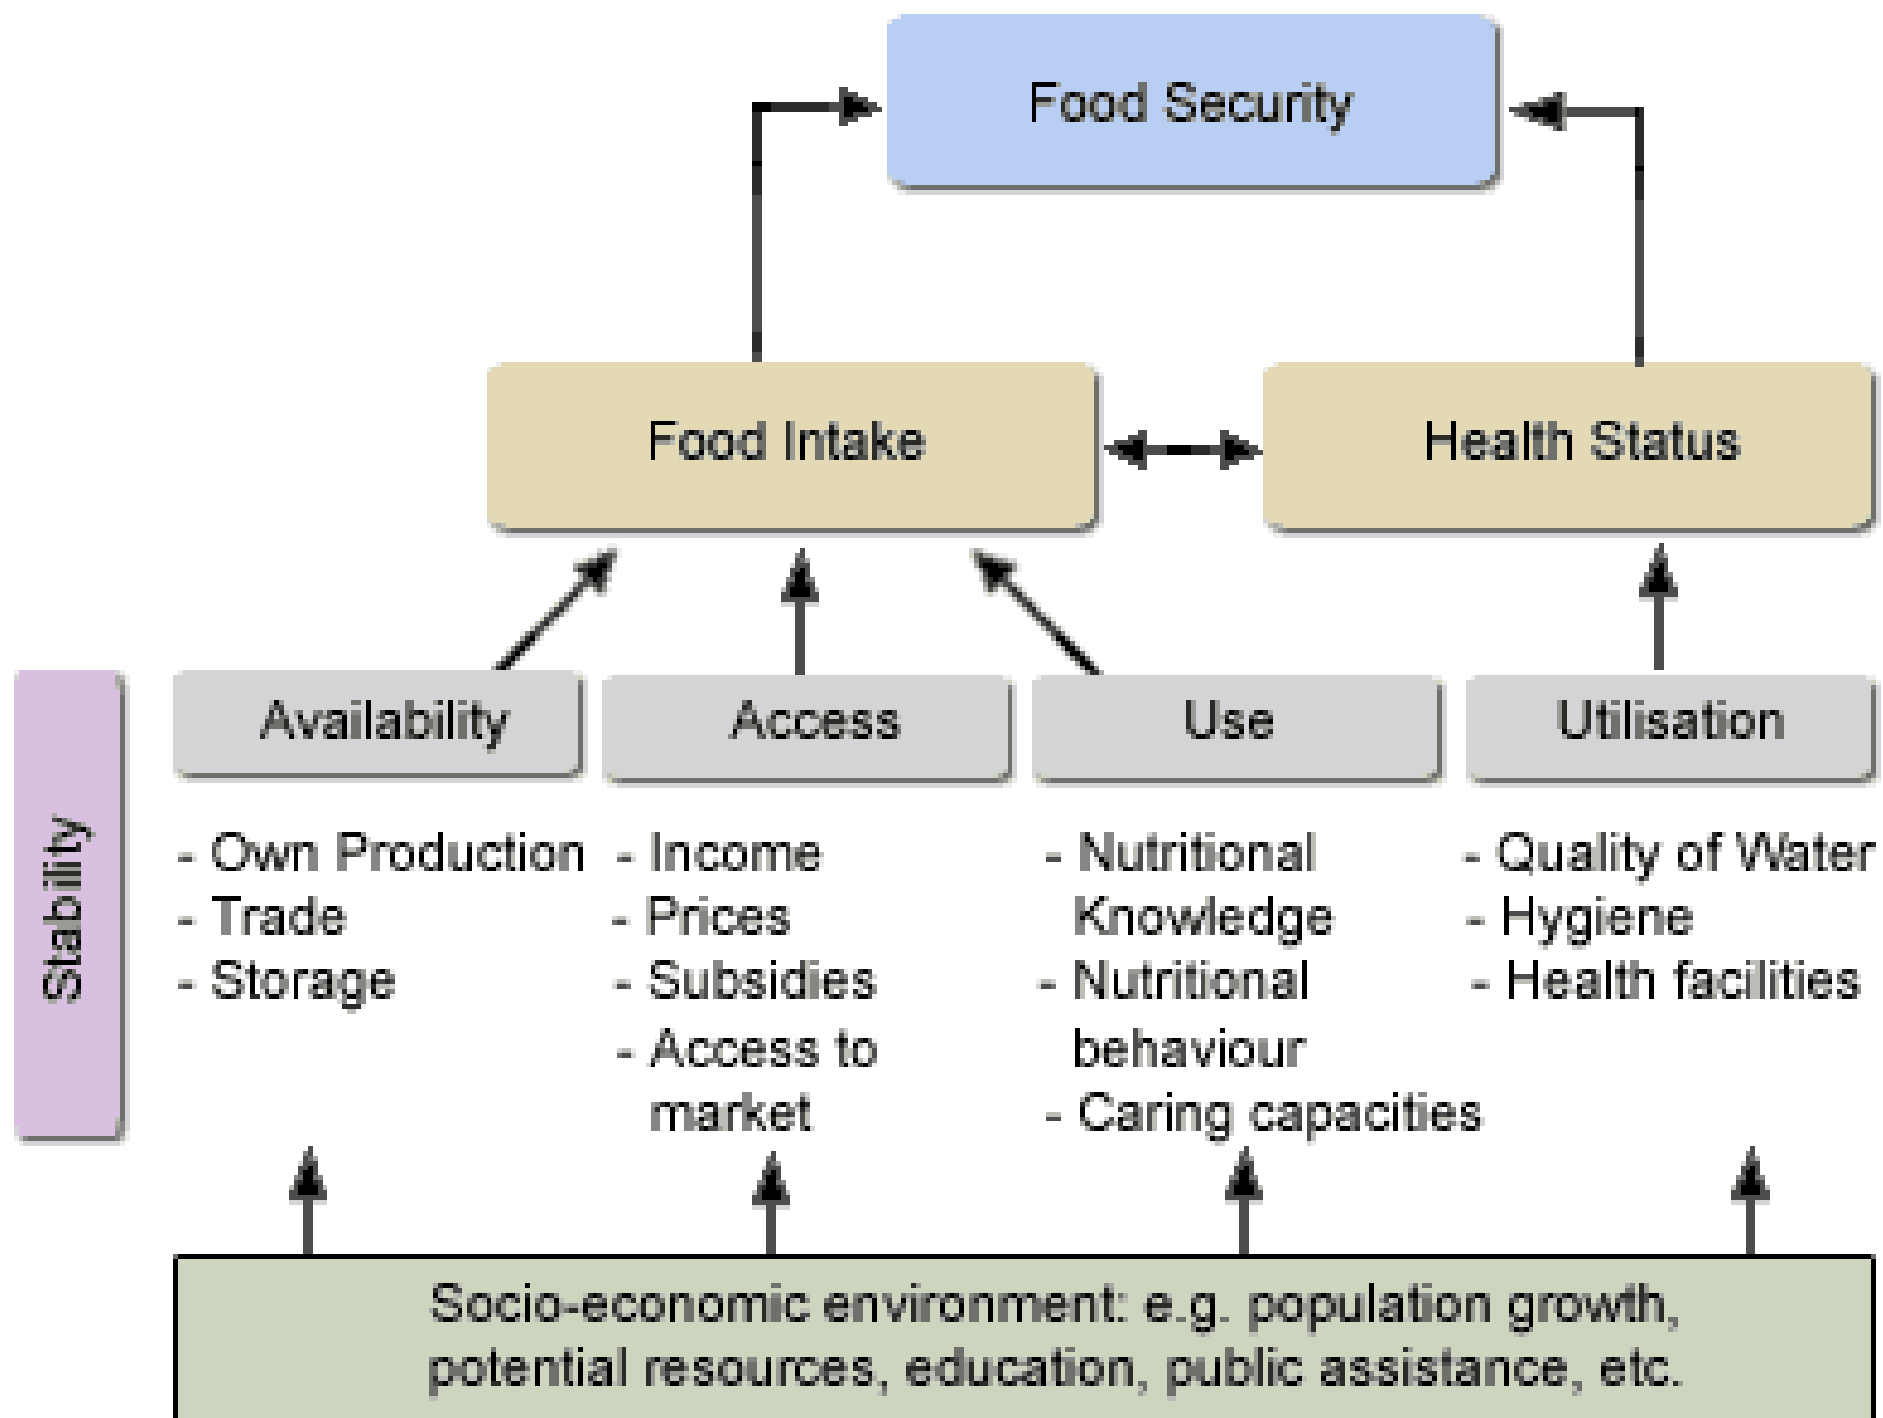 Food Security
Food Intake
Health Status
Stability
Availability
- Own Production
- Trade
- Storage
Access
- Income
- Prices
- Subsidies
- Access to
market
Use
- Nutritional
Knowledge
- Nutritional
behaviour
- Caring capacities
Utilisation
- Quality of Water
- Hygiene
- Health facilities
Socio-economic environment: e.g. population growth,
potential resources, education, public assistance, etc.